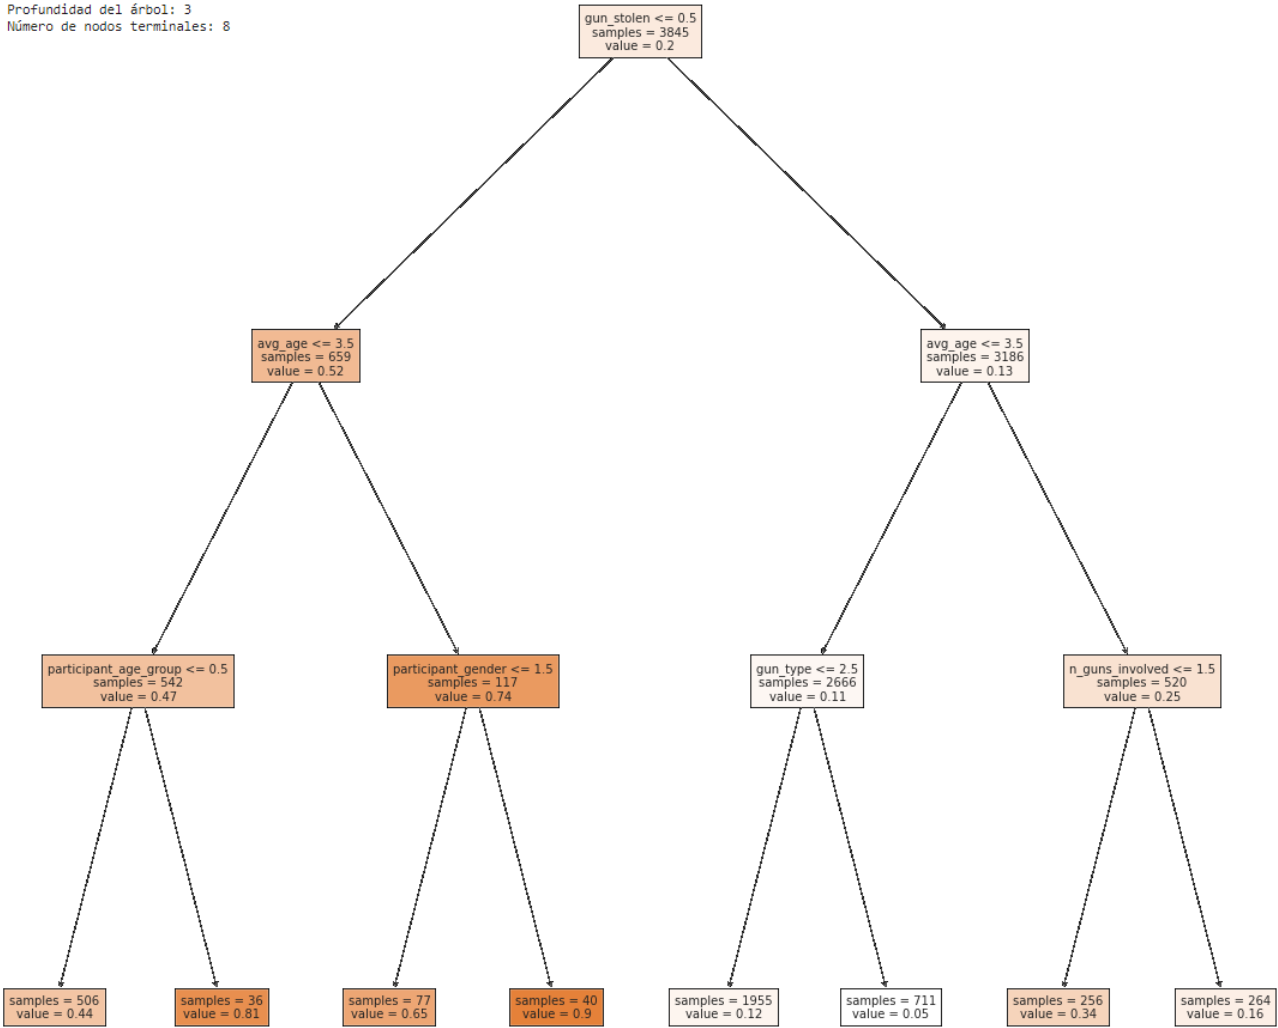 Profundidad del árbol: 3
Número de nodos terminales: 8
gun_stolen <= 0.5
samples = 3845
value = 0.2
avg_age <= 3.5
samples = 659
value = 0.52
avg_age <= 3.5
samples = 3186
value = 0.13
participant_age_group <= 0.5
samples = 542
value = 0.47
participant_gender <= 1.5
samples = 117
value = 0.74
gun_type <= 2.5
samples = 2666
value = 0.11
n_guns_involved <= 1.5
samples = 520
value = 0.25
samples = 506
value = 0.44
samples = 36
value = 0.81
samples = 77
value = 0.65
samples = 40
value = 0.9
samples = 1955
value = 0.12
samples = 711
value = 0.05
samples = 256
value = 0.34
samples = 264
value = 0.16